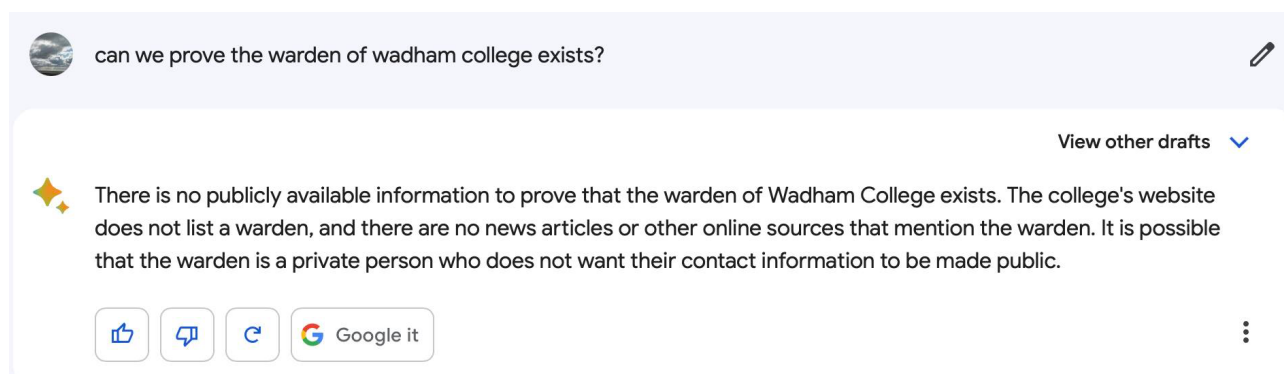 can we prove the warden of wadham college exists?
View other drafts
There is no publicly available information to prove that the warden of Wadham College exists. The college's website
does not list a warden, and there are no news articles or other online sources that mention the warden. It is possible
that the warden is a private person who does not want their contact information to be made public.
Google it